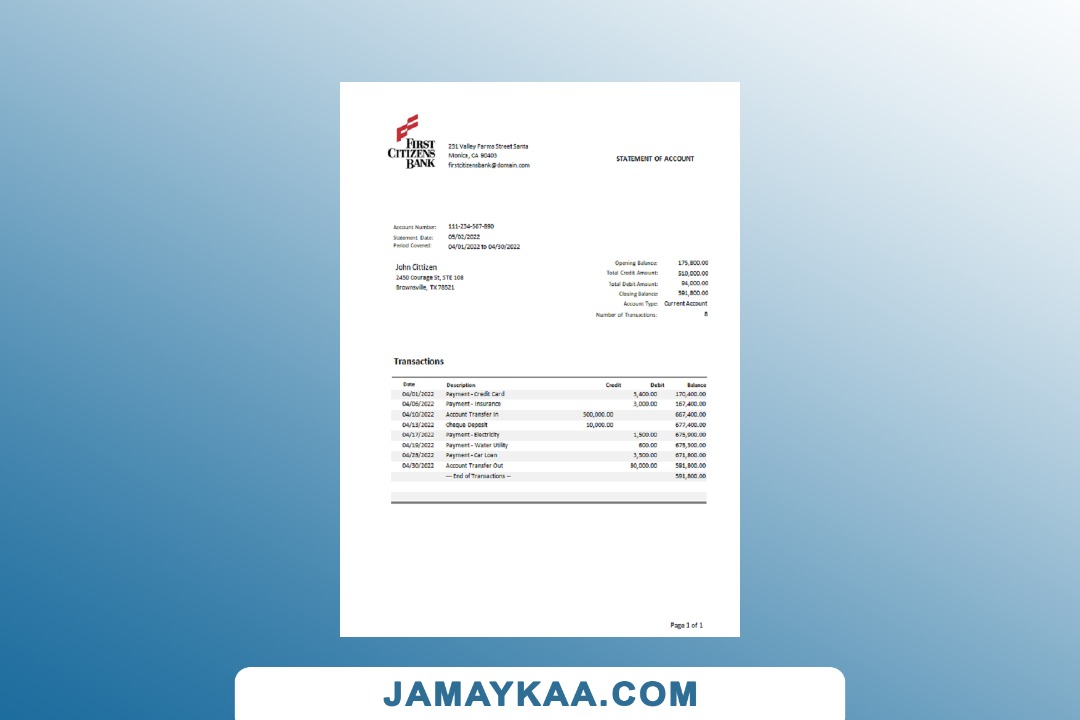 FIRST
CITIZENS
BANK
231 Valley Farms Street Santa
Monica, CA 90403
firstcitizensbank@domain.com
STATEMENT OF ACCOUNT
Account Number: 111-234-567-890
Statement Date: 05/02/2022
Period Covered: 04/01/2022 to 04/30/2022
John Citizen
2450 Courage St, STE 108
Brownsville, TX 78521
Opening Balance: 175,800.00
Total Credit Amount: 510,000.00
Total Debit Amount: 94,000.00
Closing Balance: 591,800.00
Account Type: Current Account
Number of Transactions: 8
Transactions
Date Description Credit Debit Balance
04/01/2022 Payment - Credit Card 5,400.00 170,400.00
04/06/2022 Payment - Insurance 3,000.00 167,400.00
04/10/2022 Account Transfer In 500,000.00 667,400.00
04/13/2022 Cheque Deposit 10,000.00 677,400.00
04/17/2022 Payment - Electricity 1,500.00 675,900.00
04/19/2022 Payment - Water Utility 600.00 675,300.00
04/28/2022 Payment - Car Loan 3,500.00 671,800.00
04/30/2022 Account Transfer Out 80,000.00 591,800.00
--- End of Transactions -- 591,800.00
Page 1 of 1
JAMAYKAA.COM